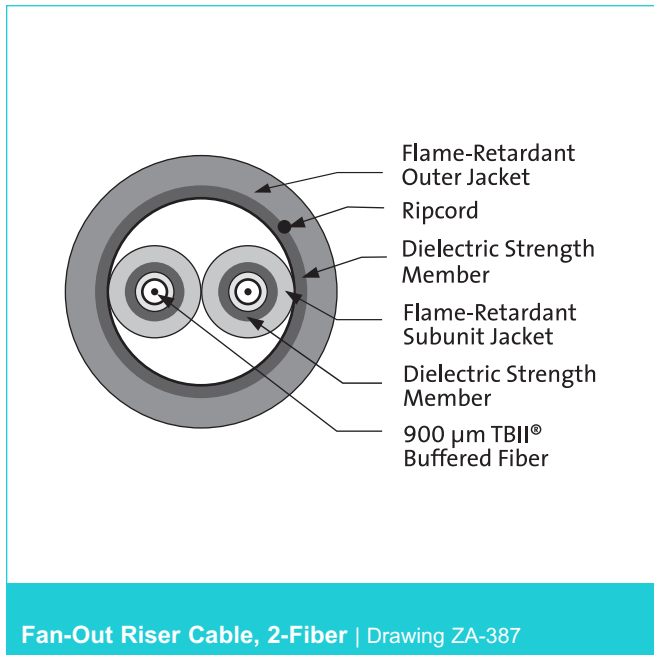 Flame-Retardant
Outer Jacket
Ripcord
Dielectric Strength
Member
Flame-Retardant
Subunit Jacket
Dielectric Strength
Member
900 µm TBII®
Buffered Fiber
Fan-Out Riser Cable, 2-Fiber | Drawing ZA-387